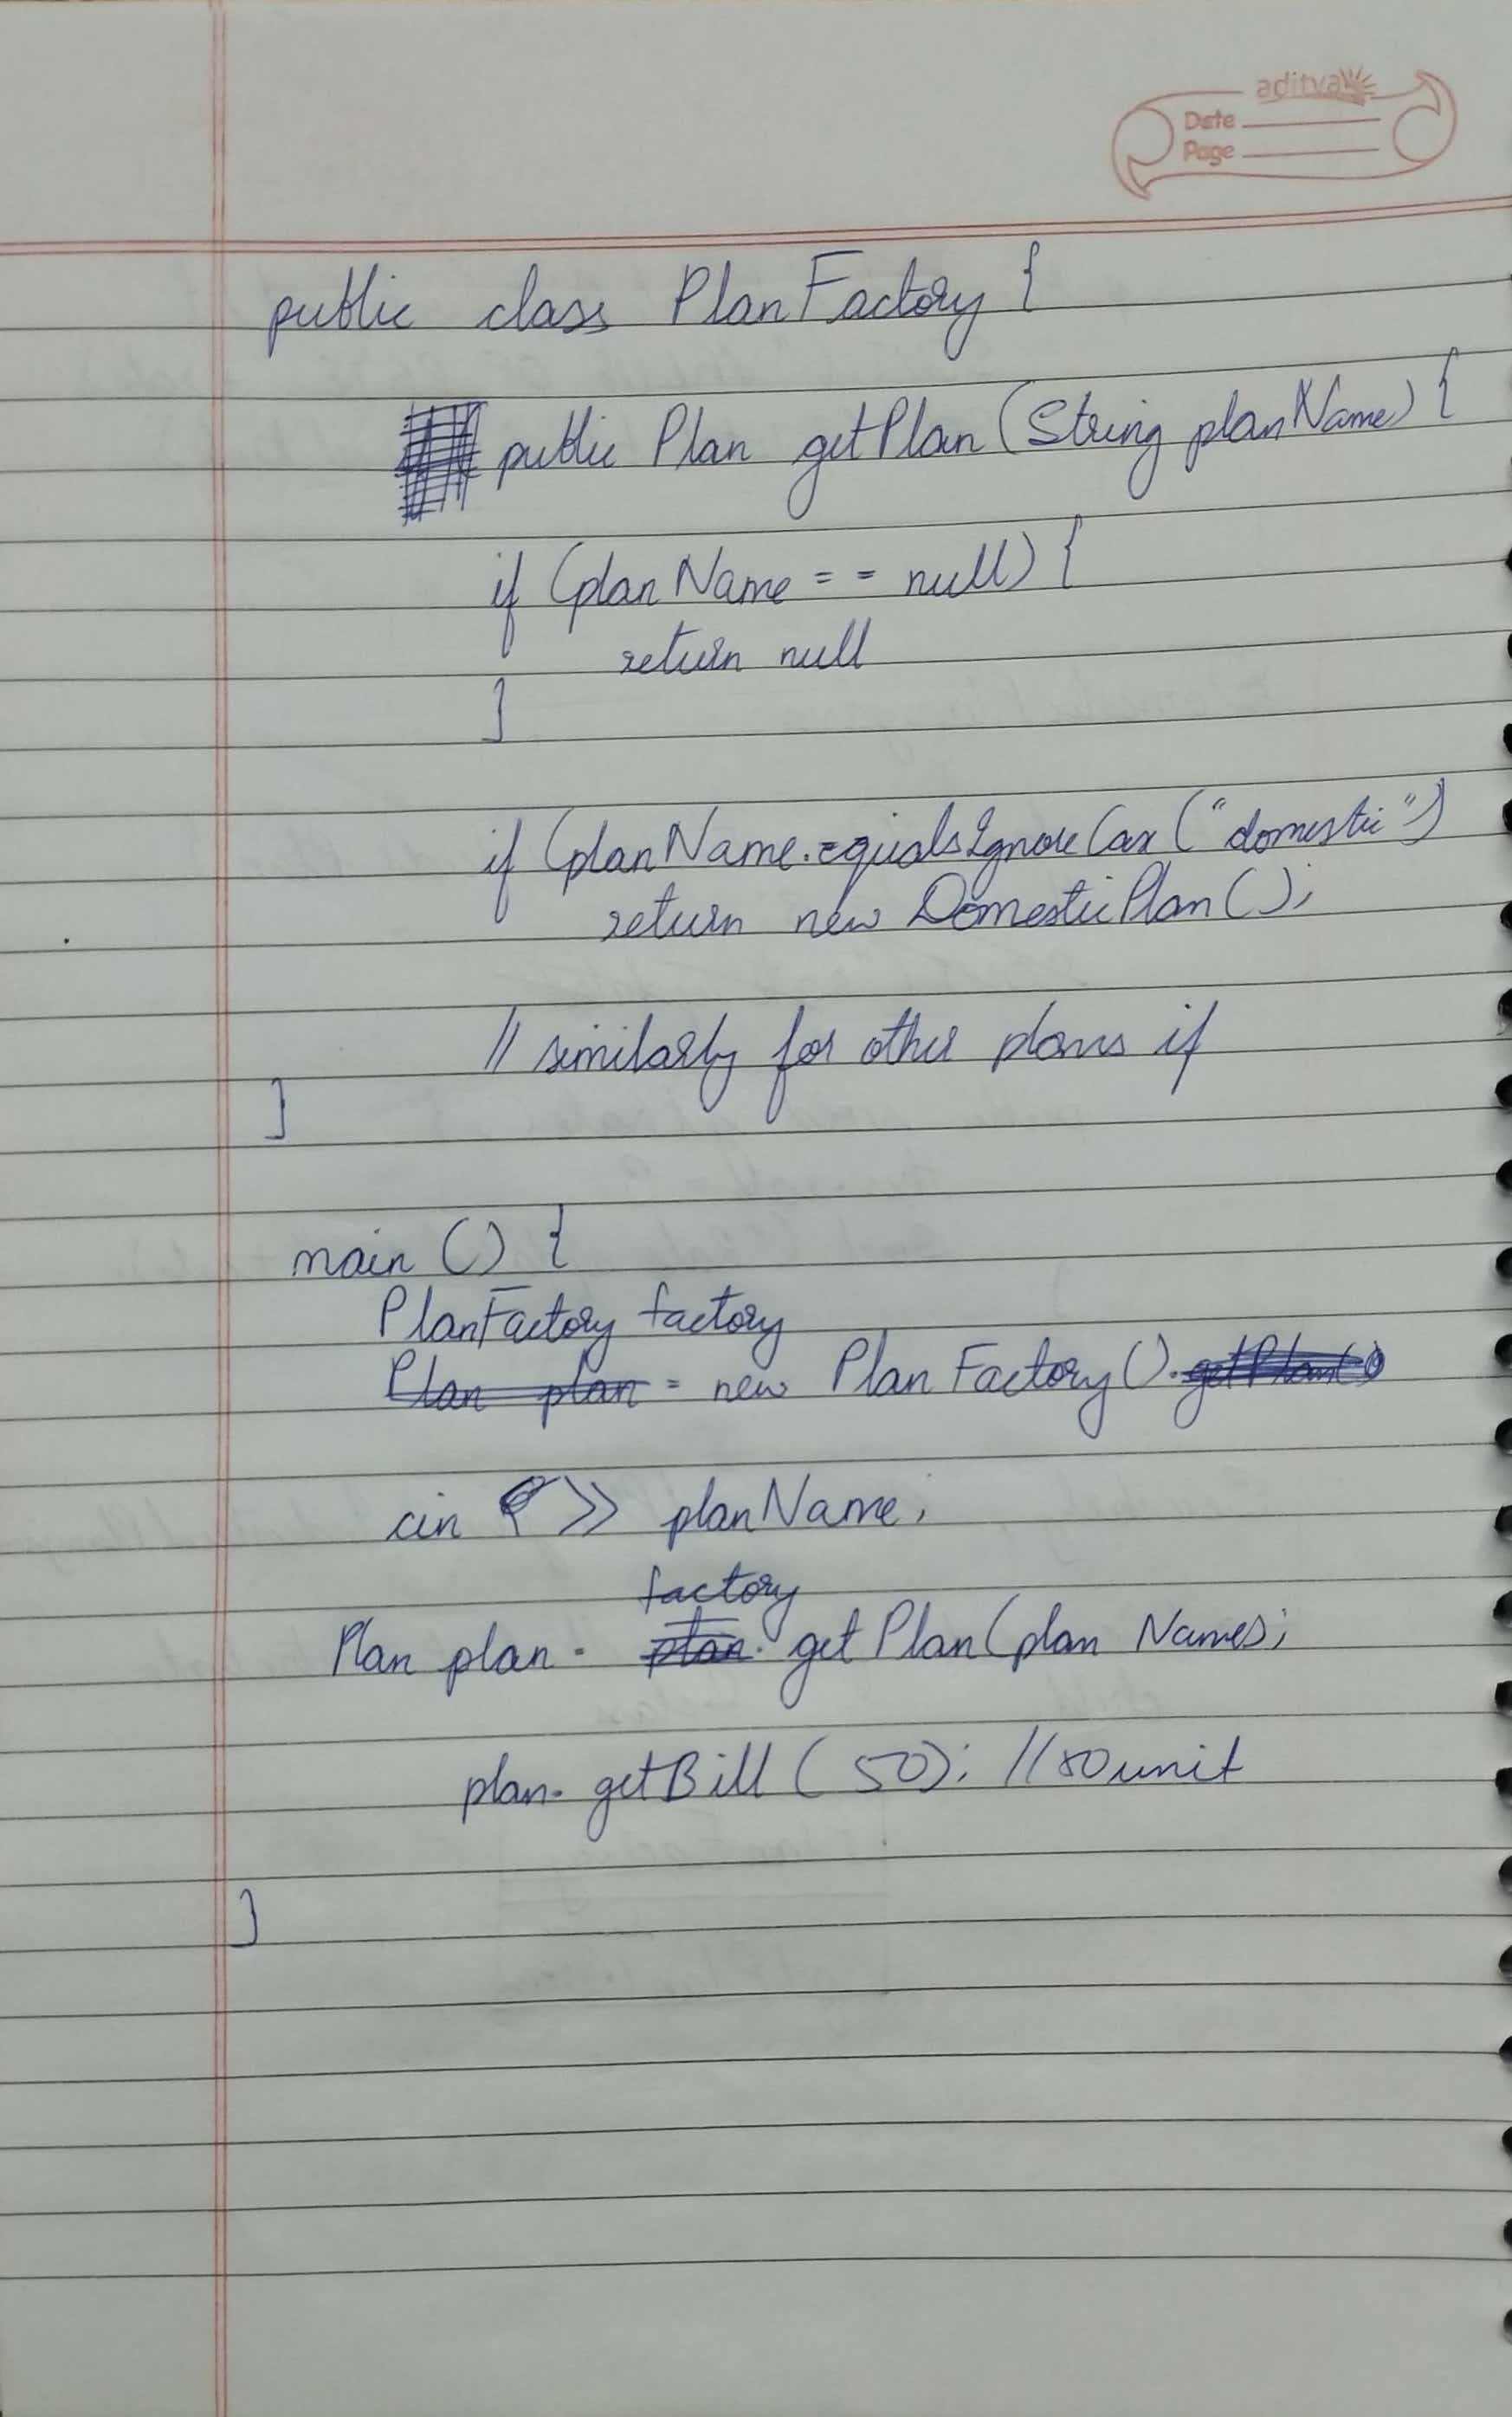 aditya
Date
Page
public class PlanFactory {
public Plan getPlan (String planName) {
if (planName == null) {
return null
}
if (planName.equalsIgnoreCase ("domestic")
return new DomesticPlan ();
// similarly for other plans if
}
main () {
PlanFactory factory
Plan plan = new PlanFactory(). getPlan()
cin >> planName;
factory
Plan plan = plan. getPlan(planName);
plan. getBill ( 50); // 50 unit
}